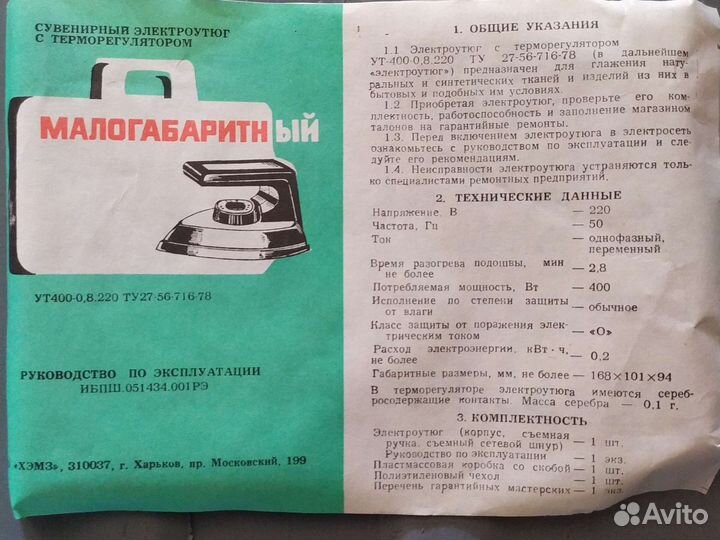 СУВЕНИРНЫЙ ЭЛЕКТРОУТЮГ
С ТЕРМОРЕГУЛЯТОРОМ
МАЛОГАБАРИТНЫЙ
УТ400-0,8.220 ТУ27-56-716-78
РУКОВОДСТВО ПО ЭКСПЛУАТАЦИИ
ИБПШ.051434.001РЭ
«ХЭМЗ», 310037, г. Харьков, пр. Московский, 199
1. ОБЩИЕ УКАЗАНИЯ
1.1 Электроутюг с терморегулятором
УТ-400-0,8.220 ТУ 27-56-716-78 (в дальнейшем
«электроутюг») предназначен для глажения нату-
ральных и синтетических тканей и изделий из них в
бытовых и подобных им условиях.
1.2. Приобретая электроутюг, проверьте его ком-
плектность, работоспособность и заполнение магазином
талонов на гарантийные ремонты.
1.3. Перед включением электроутюга в электросеть
ознакомьтесь с руководством по эксплуатации и сле-
дуйте его рекомендациям.
1.4. Неисправности электроутюга устраняются толь-
ко специалистами ремонтных предприятий.
2. ТЕХНИЧЕСКИЕ ДАННЫЕ
Напряжение, В — 220
Частота, Гц — 50
Ток — однофазный,
переменный
Время разогрева подошвы, мин
не более — 2,8
Потребляемая мощность, Вт — 400
Исполнение по степени защиты
от влаги — обычное
Класс защиты от поражения элек-
трическим током — «О»
Расход электроэнергии, кВт·ч,
не более — 0,2
Габаритные размеры, мм, не более — 168×101×94
В терморегуляторе электроутюга имеются сереб-
росодержащие контакты. Масса серебра — 0,1 г.
3. КОМПЛЕКТНОСТЬ
Электроутюг (корпус, съемная
ручка, съемный сетевой шнур) — 1 шт.
Руководство по эксплуатации — 1 экз.
Пластмассовая коробка со скобой — 1 шт.
Полиэтиленовый чехол — 1 шт.
Перечень гарантийных мастерских — 1 экз.
Avito